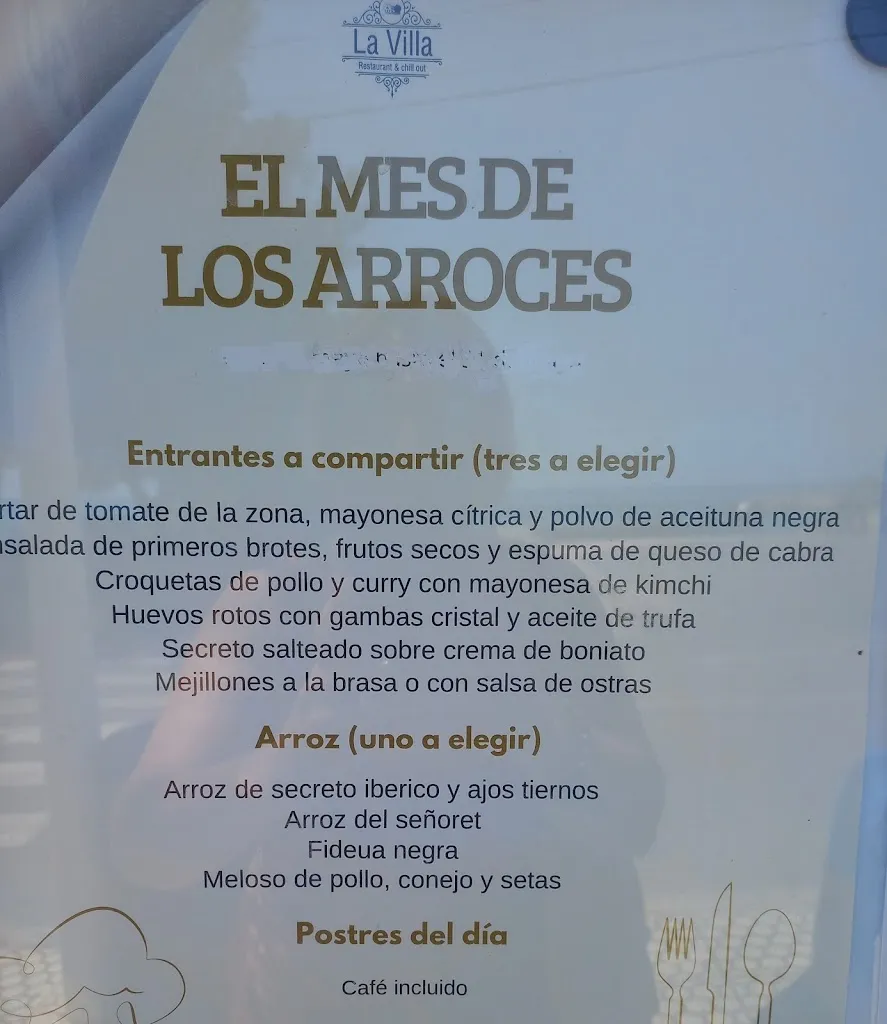 La Villa
Restaurant & chill out
EL MES DE
LOS ARROCES
Entrantes a compartir (tres a elegir)
rtar de tomate de la zona, mayonesa cítrica y polvo de aceituna negra
nsalada de primeros brotes, frutos secos y espuma de queso de cabra
Croquetas de pollo y curry con mayonesa de kimchi
Huevos rotos con gambas cristal y aceite de trufa
Secreto salteado sobre crema de boniato
Mejillones a la brasa o con salsa de ostras
Arroz (uno a elegir)
Arroz de secreto iberico y ajos tiernos
Arroz del señoret
Fideua negra
Meloso de pollo, conejo y setas
Postres del día
Café incluido